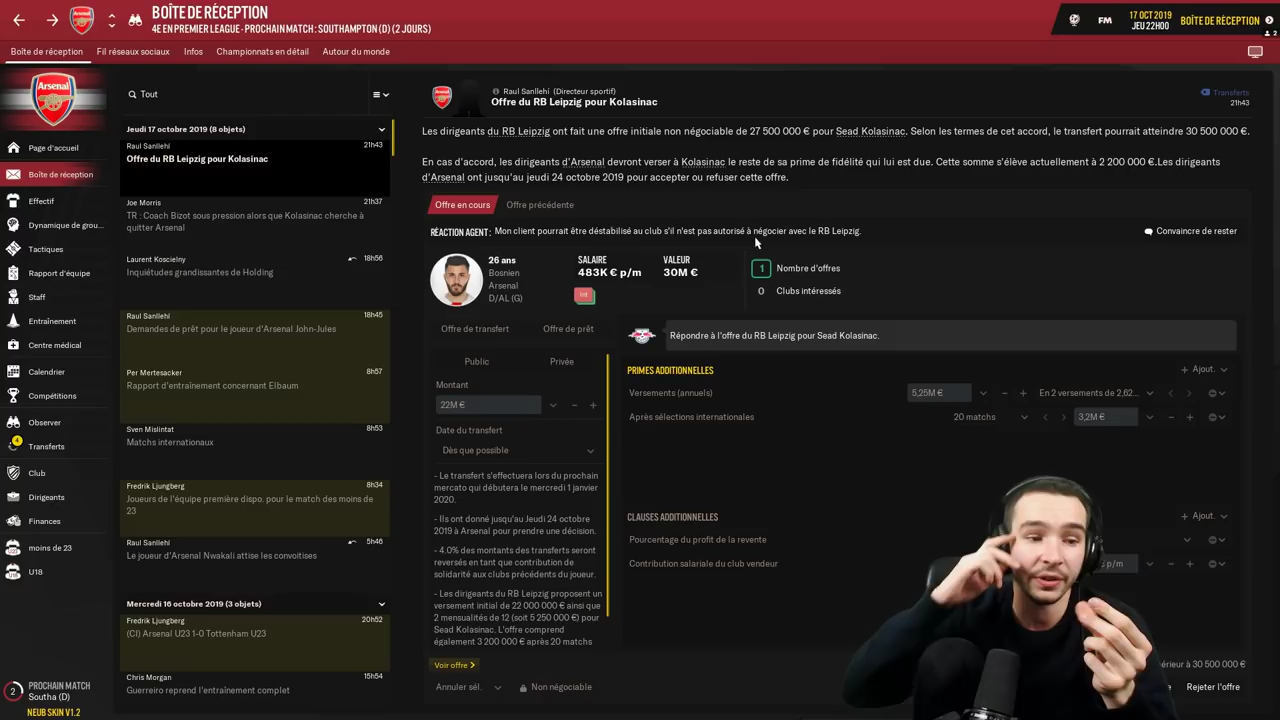 BOÎTE DE RÉCEPTION
4E EN PREMIER LEAGUE - PROCHAIN MATCH : SOUTHAMPTON (D) (2 JOURS)
FM
17 OCT 2019
JEU 22H00
BOÎTE DE RÉCEPTION
2
Boîte de réception
Fil réseaux sociaux
Infos
Championnats en détail
Autour du monde
Arsenal
Page d'accueil
Boîte de réception
Effectif
Dynamique de grou...
Tactiques
Rapport d'équipe
Staff
Entraînement
Centre médical
Calendrier
Compétitions
Observer
4
Transferts
Club
Dirigeants
Finances
moins de 23
U18
2
PROCHAIN MATCH
Southa (D)
NEUB SKIN V1.2
Tout
Jeudi 17 octobre 2019 (8 objets)
Raul Sanllehí
21h43
Offre du RB Leipzig pour Kolasinac
Joe Morris
21h37
TR : Coach Bizot sous pression alors que Kolasinac cherche à
quitter Arsenal
Laurent Koscielny
18h56
Inquiétudes grandissantes de Holding
Raul Sanllehí
18h45
Demandes de prêt pour le joueur d'Arsenal John-Jules
Per Mertesacker
8h57
Rapport d'entraînement concernant Elbaum
Sven Mislintat
8h53
Matchs internationaux
Fredrik Ljungberg
8h34
Joueurs de l'équipe première dispo. pour le match des moins de
23
Raul Sanllehí
5h46
Le joueur d'Arsenal Nwakali attise les convoitises
Mercredi 16 octobre 2019 (3 objets)
Fredrik Ljungberg
20h52
(CI) Arsenal U23 1-0 Tottenham U23
Chris Morgan
15h54
Guerreiro reprend l'entraînement complet
Raul Sanllehí (Directeur sportif)
Offre du RB Leipzig pour Kolasinac
Transferts
21h43
Les dirigeants du RB Leipzig ont fait une offre initiale non négociable de 27 500 000 € pour Sead Kolasinac. Selon les termes de cet accord, le transfert pourrait atteindre 30 500 000 €.
En cas d'accord, les dirigeants d'Arsenal devront verser à Kolasinac le reste de sa prime de fidélité qui lui est due. Cette somme s'élève actuellement à 2 200 000 €.Les dirigeants
d'Arsenal ont jusqu'au jeudi 24 octobre 2019 pour accepter ou refuser cette offre.
Offre en cours
Offre précédente
RÉACTION AGENT : Mon client pourrait être déstabilisé au club s'il n'est pas autorisé à négocier avec le RB Leipzig.
Convaincre de rester
26 ans
Bosnien
Arsenal
D/AL (G)
SALAIRE
483K € p/m
Int
VALEUR
30M €
1 Nombre d'offres
0 Clubs intéressés
Offre de transfert
Offre de prêt
Public
Privée
Montant
22M €
Date du transfert
Dès que possible
- Le transfert s'effectuera lors du prochain
mercato qui débutera le mercredi 1 janvier
2020.
- Ils ont donné jusqu'au Jeudi 24 octobre
2019 à Arsenal pour prendre une décision.
- 4.0% des montants des transferts seront
reversés en tant que contribution de
solidarité aux clubs précédents du joueur.
- Les dirigeants du RB Leipzig proposent un
versement initial de 22 000 000 € ainsi que
2 mensualités de 12 (soit 5 250 000 €) pour
Sead Kolasinac. L'offre comprend
également 3 200 000 € après 20 matchs
Voir offre
Annuler sél.
Non négociable
Répondre à l'offre du RB Leipzig pour Sead Kolasinac.
PRIMES ADDITIONNELLES
Ajout.
Versements (annuels)
5,25M €
En 2 versements de 2,62...
Après sélections internationales
20 matchs
3,2M €
CLAUSES ADDITIONNELLES
Ajout.
Pourcentage du profit de la revente
Contribution salariale du club vendeur
p/m
érieur à 30 500 000 €
Rejeter l'offre